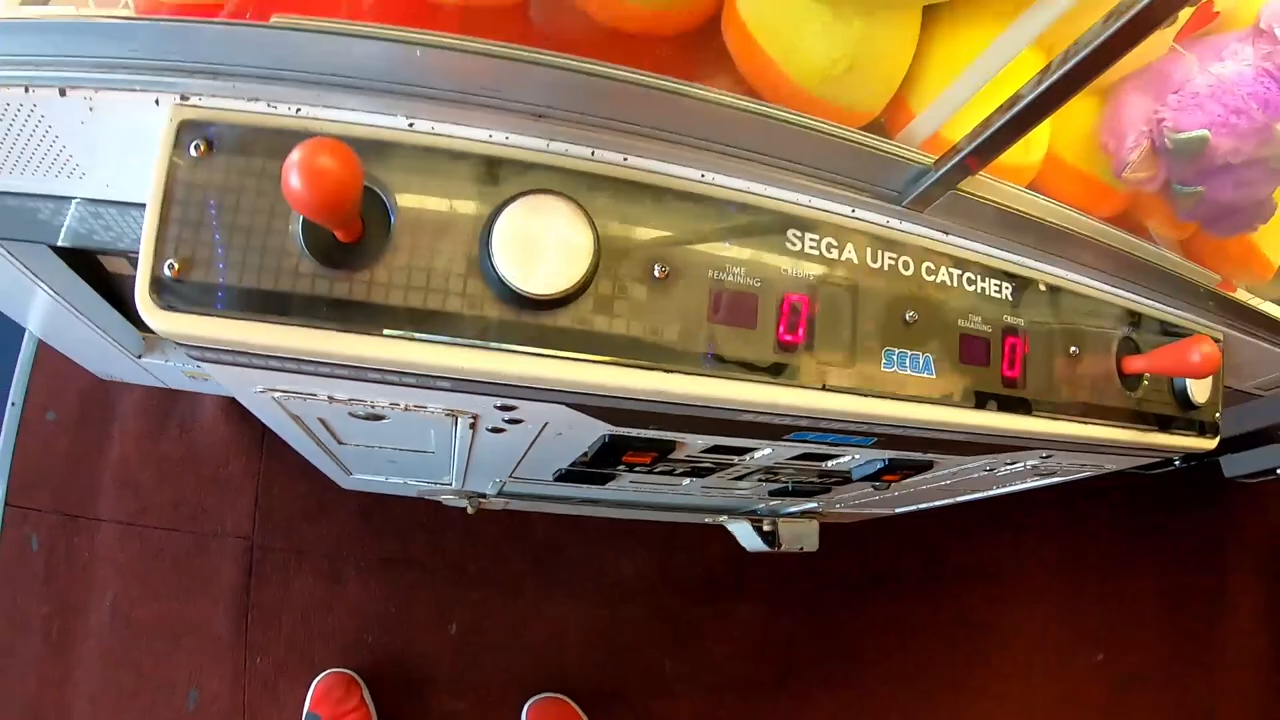 SEGA UFO CATCHER
TIME
REMAINING
CREDITS
0
TIME
REMAINING
CREDITS
0
SEGA